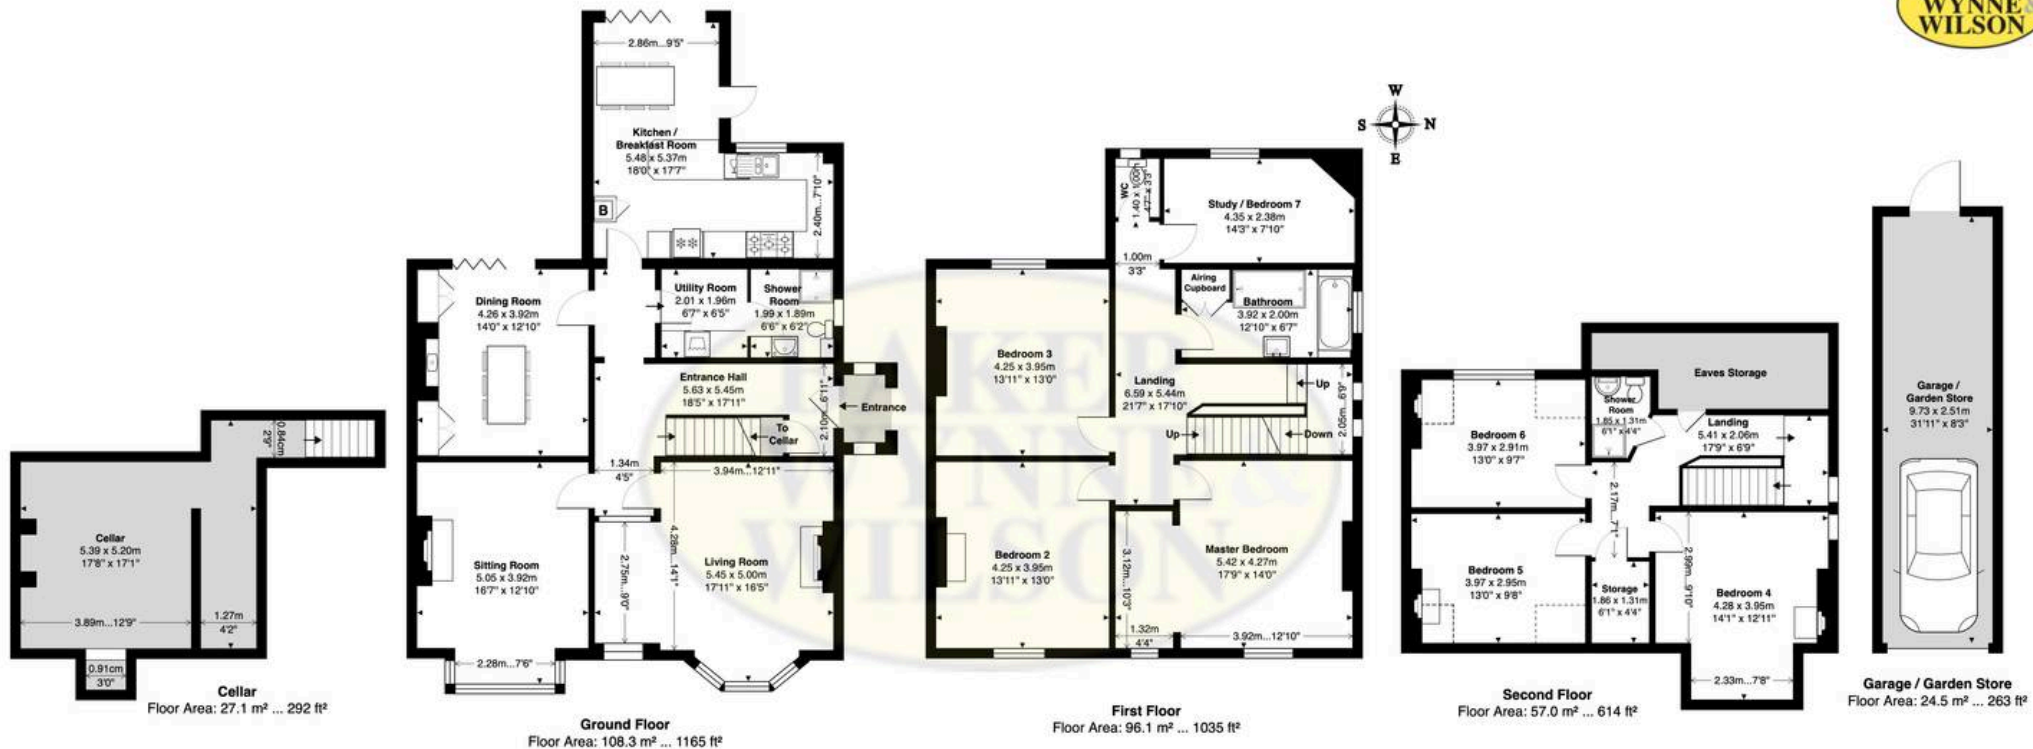 WYNNE &
WILSON
W
S
N
E
BAKER
WYNNE &
WILSON
Cellar
5.39 x 5.20m
17'8" x 17'1"
0.84cm
2'9"
3.89m...12'9"
1.27m
4'2"
0.91cm
3'0"
Cellar
Floor Area: 27.1 m² ... 292 ft²
2.86m...9'5"
Kitchen /
Breakfast Room
5.48 x 5.37m
18'0" x 17'7"
2.40m...7'10"
B
Dining Room
4.26 x 3.92m
14'0" x 12'10"
Utility Room
2.01 x 1.96m
6'7" x 6'5"
Shower
Room
1.99 x 1.89m
6'6" x 6'2"
Entrance Hall
5.63 x 5.45m
18'5" x 17'11"
2.10m...6'11"
Entrance
To
Cellar
1.34m
4'5"
3.94m...12'11"
Sitting Room
5.05 x 3.92m
16'7" x 12'10"
2.75m...9'0"
4.28m...14'1"
Living Room
5.45 x 5.00m
17'11" x 16'5"
2.28m...7'6"
Ground Floor
Floor Area: 108.3 m² ... 1165 ft²
WC
1.40 x 1.00m
4'7" x 3'3"
Study / Bedroom 7
4.35 x 2.38m
14'3" x 7'10"
1.00m
3'3"
Airing
Cupboard
Bathroom
3.92 x 2.00m
12'10" x 6'7"
Bedroom 3
4.25 x 3.95m
13'11" x 13'0"
Landing
6.59 x 5.44m
21'7" x 17'10"
Up
Up
Down
2.05m...6'9"
Bedroom 2
4.25 x 3.95m
13'11" x 13'0"
3.12m...10'3"
Master Bedroom
5.42 x 4.27m
17'9" x 14'0"
1.32m
4'4"
3.92m...12'10"
First Floor
Floor Area: 96.1 m² ... 1035 ft²
Eaves Storage
Shower
Room
1.85 x 1.31m
6'1" x 4'4"
Landing
5.41 x 2.06m
17'9" x 6'9"
Bedroom 6
3.97 x 2.91m
13'0" x 9'7"
2.17m...7'1"
Bedroom 5
3.97 x 2.95m
13'0" x 9'8"
Storage
1.86 x 1.31m
6'1" x 4'4"
2.99m...9'10"
Bedroom 4
4.28 x 3.95m
14'1" x 12'11"
2.33m...7'8"
Second Floor
Floor Area: 57.0 m² ... 614 ft²
Garage /
Garden Store
9.73 x 2.51m
31'11" x 8'3"
Garage / Garden Store
Floor Area: 24.5 m² ... 263 ft²